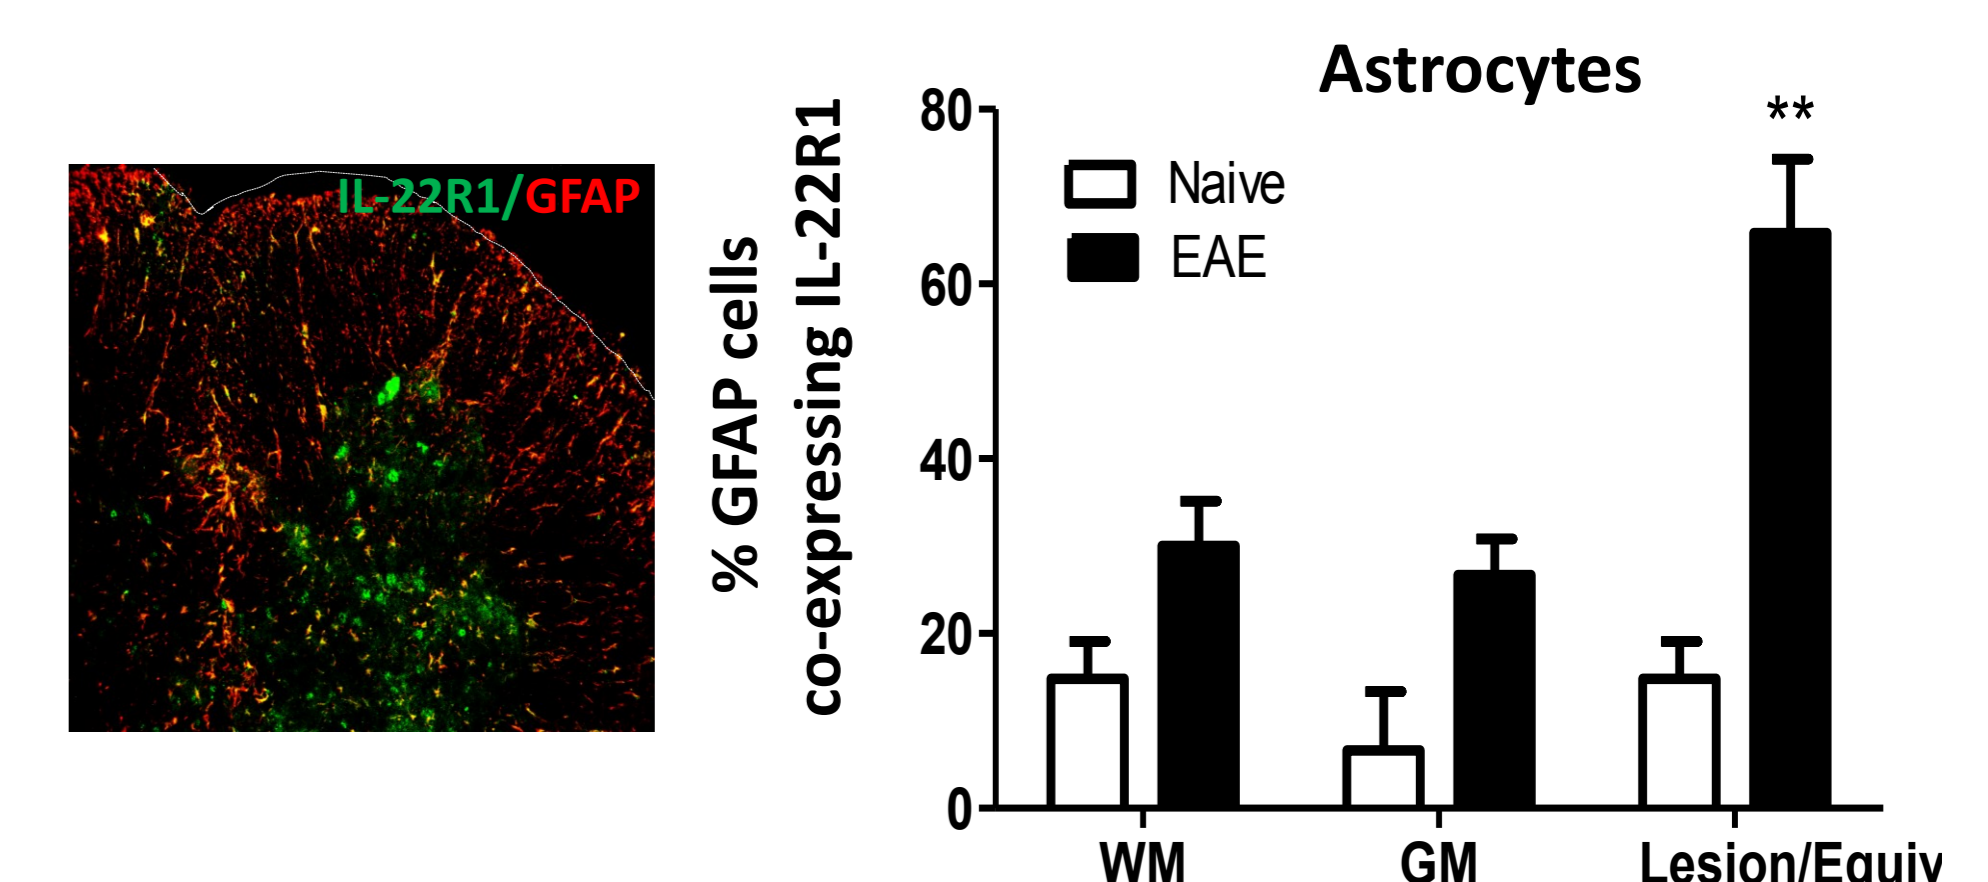 IL-22R1/GFAP
% GFAP cells
co-expressing IL-22R1
Astrocytes
**
80
60
40
20
0
Naive
EAE
WM
GM
Lesion/Equiv